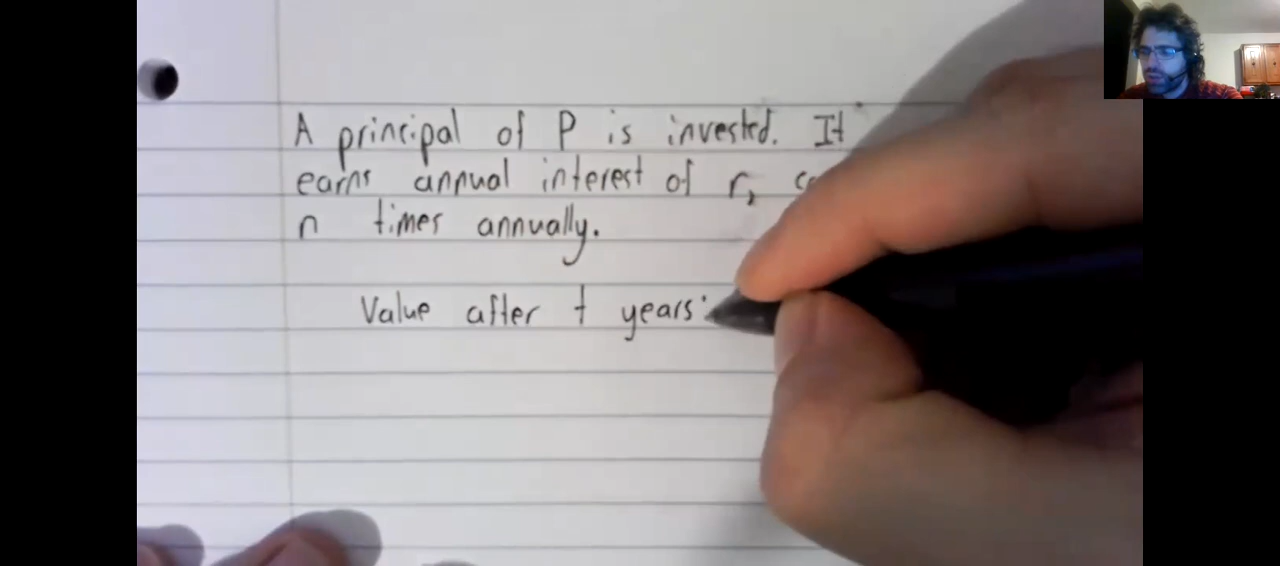 A principal of P is invested. It
earns annual interest of r,
n times annually.
Value after t years: